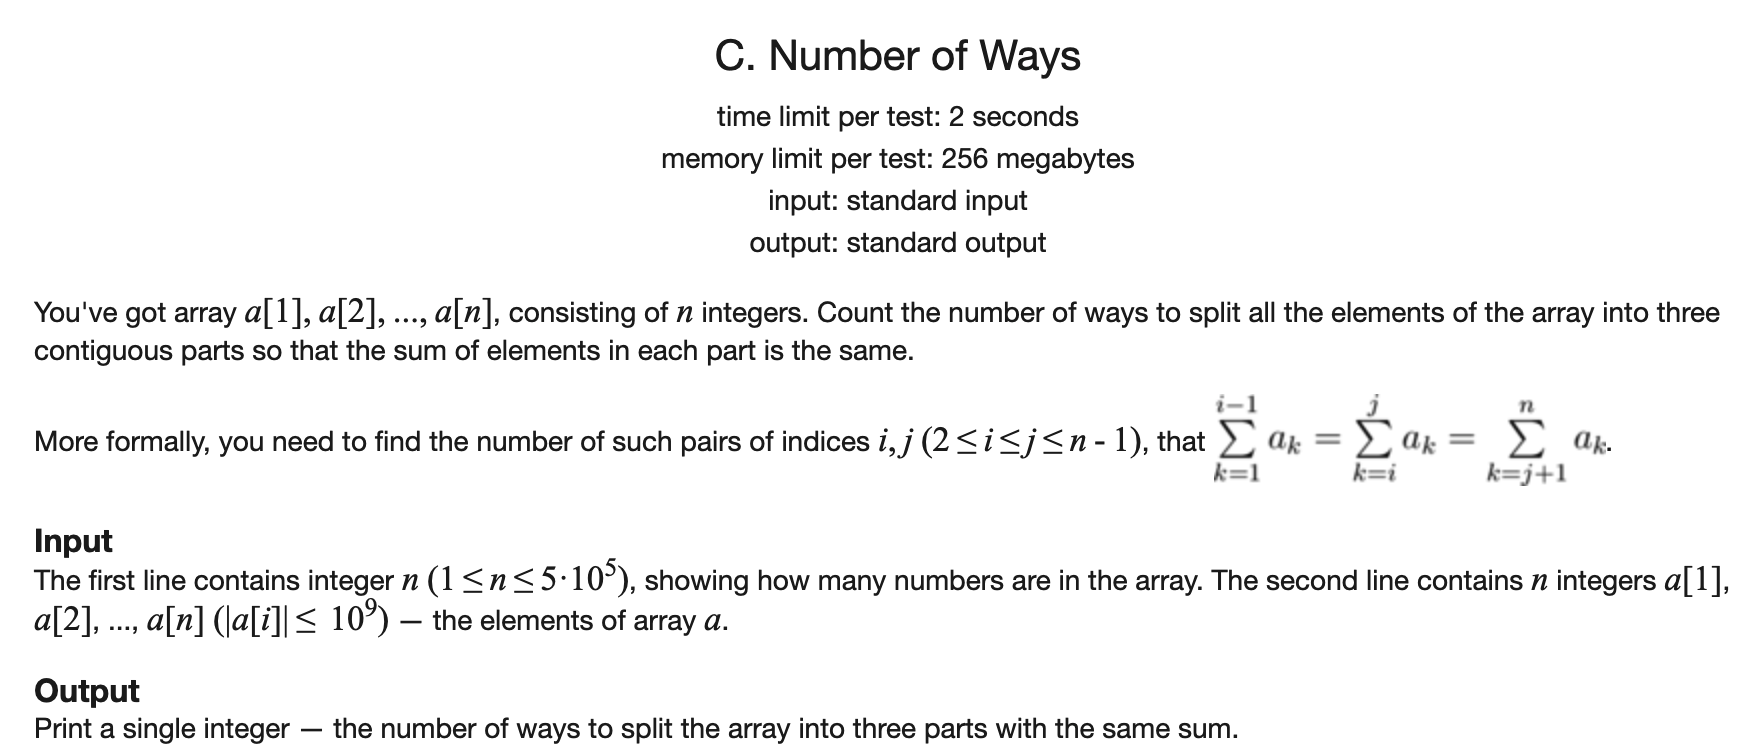 C. Number of Ways
time limit per test: 2 seconds
memory limit per test: 256 megabytes
input: standard input
output: standard output
You've got array a[1], a[2], ..., a[n], consisting of n integers. Count the number of ways to split all the elements of the array into three
contiguous parts so that the sum of elements in each part is the same.
More formally, you need to find the number of such pairs of indices i, j (2 ≤ i ≤ j ≤ n - 1), that \sum_{k=1}^{i-1} a_k = \sum_{k=i}^{j} a_k = \sum_{k=j+1}^{n} a_k.
Input
The first line contains integer n (1 ≤ n ≤ 5·10^5), showing how many numbers are in the array. The second line contains n integers a[1],
a[2], ..., a[n] (|a[i]| ≤ 10^9) — the elements of array a.
Output
Print a single integer — the number of ways to split the array into three parts with the same sum.